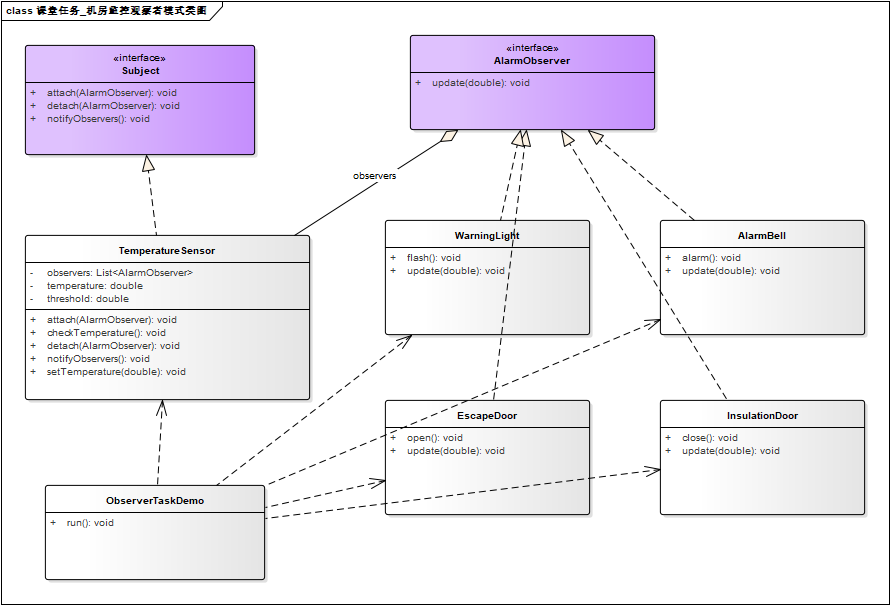 class 课堂任务_机房监控观察者模式类图
«interface»
Subject
+ attach(AlarmObserver): void
+ detach(AlarmObserver): void
+ notifyObservers(): void
«interface»
AlarmObserver
+ update(double): void
observers
TemperatureSensor
- observers: List<AlarmObserver>
- temperature: double
- threshold: double
+ attach(AlarmObserver): void
+ checkTemperature(): void
+ detach(AlarmObserver): void
+ notifyObservers(): void
+ setTemperature(double): void
WarningLight
+ flash(): void
+ update(double): void
AlarmBell
+ alarm(): void
+ update(double): void
EscapeDoor
+ open(): void
+ update(double): void
InsulationDoor
+ close(): void
+ update(double): void
ObserverTaskDemo
+ run(): void